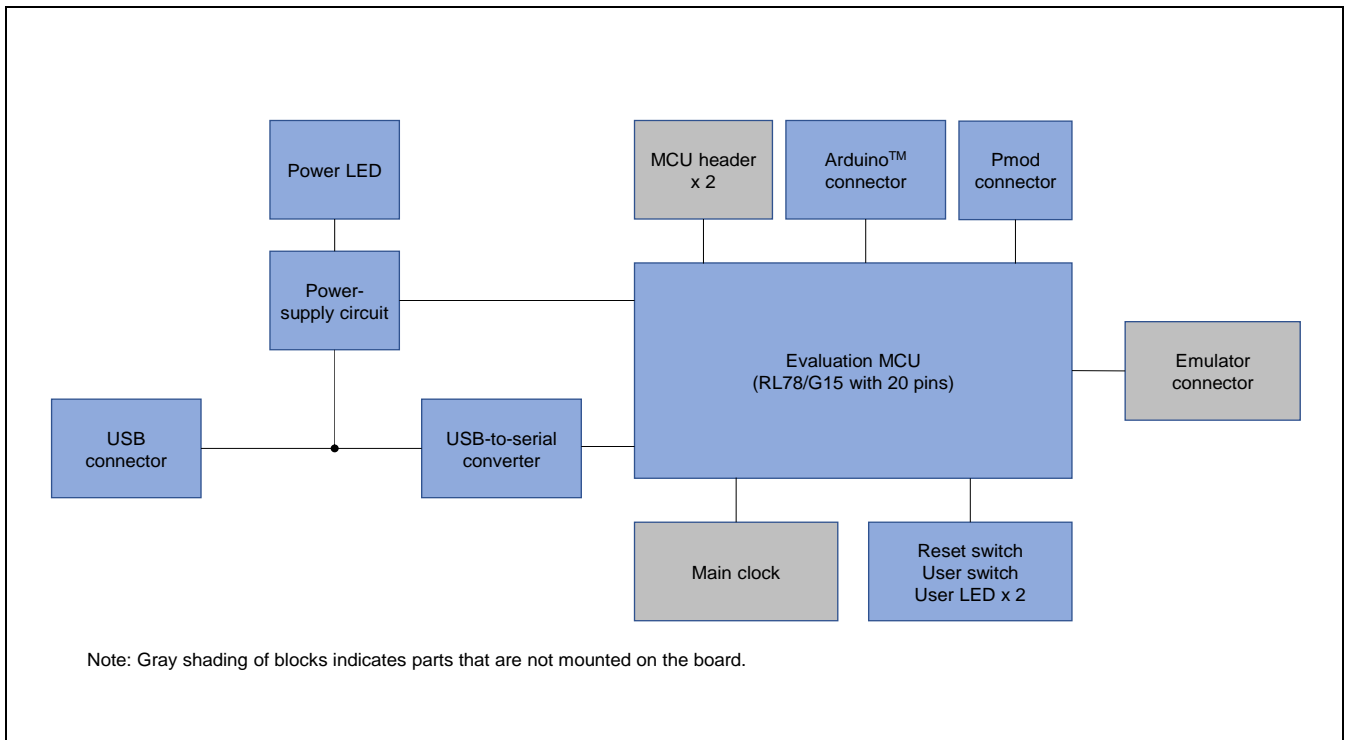 Power LED
MCU header
x 2
Arduino™
connector
Pmod
connector
Power-
supply circuit
Evaluation MCU
(RL78/G15 with 20 pins)
Emulator
connector
USB
connector
USB-to-serial
converter
Main clock
Reset switch
User switch
User LED x 2
Note: Gray shading of blocks indicates parts that are not mounted on the board.